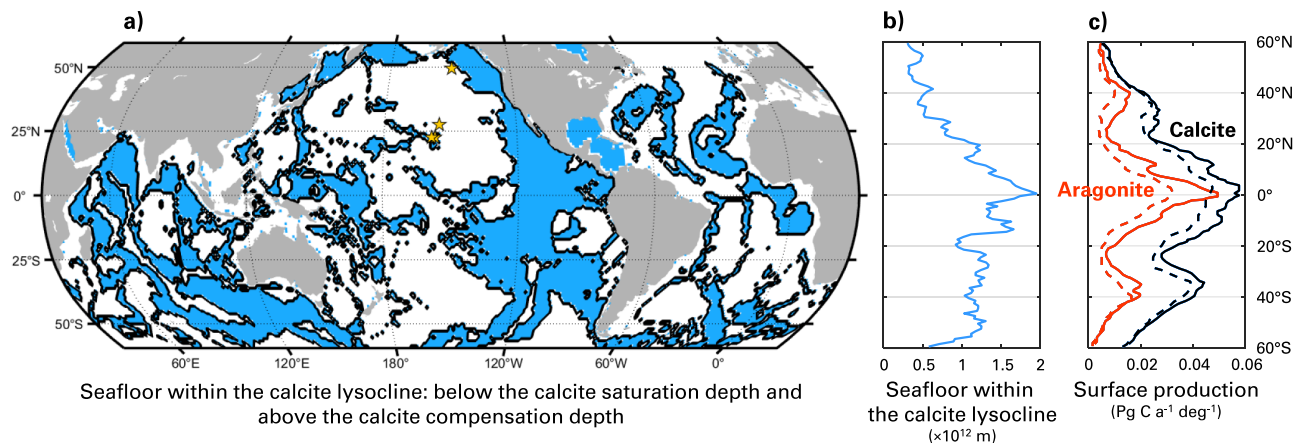 a)
50°N
25°N
0°
25°S
50°S
60°E
120°E
180°W
120°W
60°W
0°
Seafloor within the calcite lysocline: below the calcite saturation depth and
above the calcite compensation depth
b)
0
0.5
1
1.5
2
Seafloor within
the calcite lysocline
(×10¹² m)
c)
Calcite
Aragonite
60°N
40°N
20°N
0°
20°S
40°S
60°S
0
0.02
0.04
0.06
Surface production
(Pg C a⁻¹ deg⁻¹)